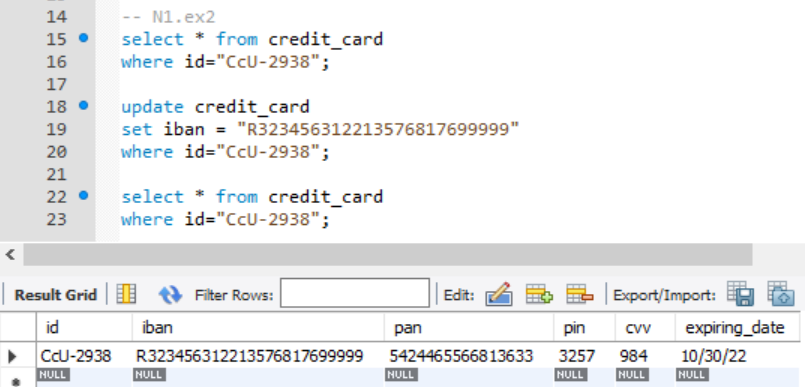 14 -- N1.ex2
15 select * from credit_card
16 where id="CcU-2938";
17
18 update credit_card
19 set iban = "R323456312213576817699999"
20 where id="CcU-2938";
21
22 select * from credit_card
23 where id="CcU-2938";
Result Grid Filter Rows: Edit: Export/Import:
id iban pan pin cvv expiring_date
CcU-2938 R323456312213576817699999 5424465566813633 3257 984 10/30/22
NULL NULL NULL NULL NULL NULL